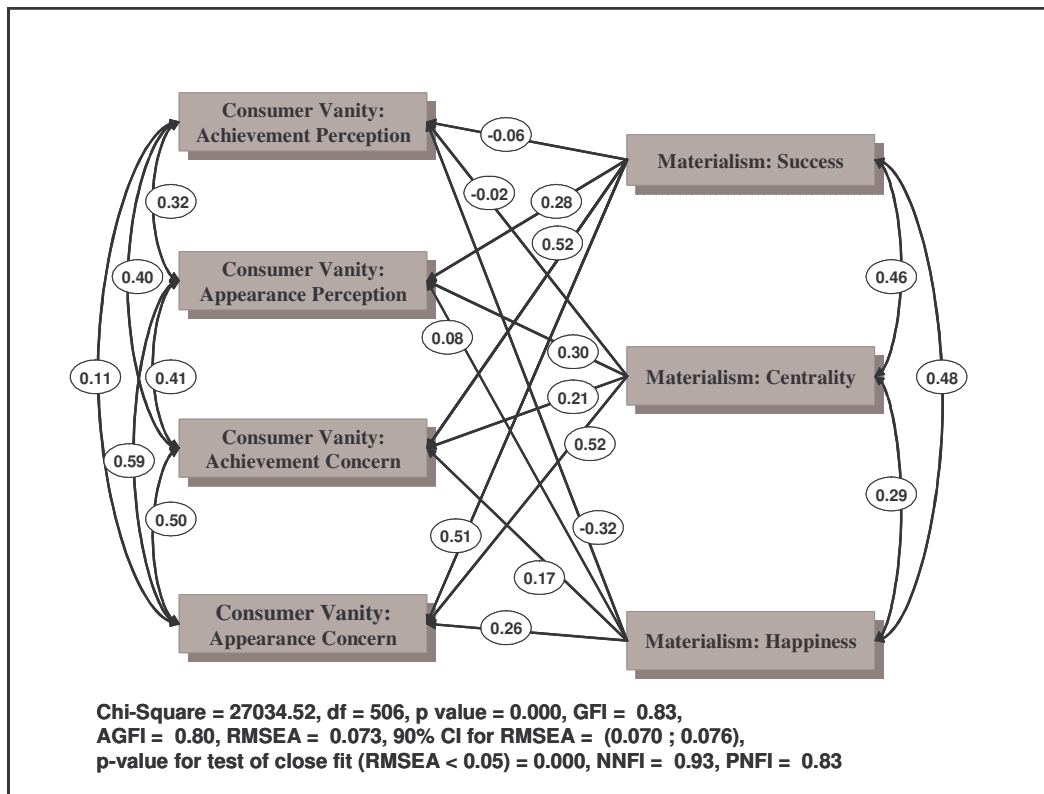 Consumer Vanity:
Achievement Perception
-0.06
Materialism: Success
0.32
-0.02
0.28
0.52
Consumer Vanity:
Appearance Perception
0.40
0.46
0.08
0.30
0.11
0.41
Materialism: Centrality
0.48
0.21
Consumer Vanity:
Achievement Concern
0.52
0.59
0.29
0.50
0.51
-0.32
0.17
Consumer Vanity:
Appearance Concern
0.26
Materialism: Happiness
Chi-Square = 27034.52, df = 506, p value = 0.000, GFI = 0.83,
AGFI = 0.80, RMSEA = 0.073, 90% CI for RMSEA = (0.070 ; 0.076),
p-value for test of close fit (RMSEA < 0.05) = 0.000, NNFI = 0.93, PNFI = 0.83